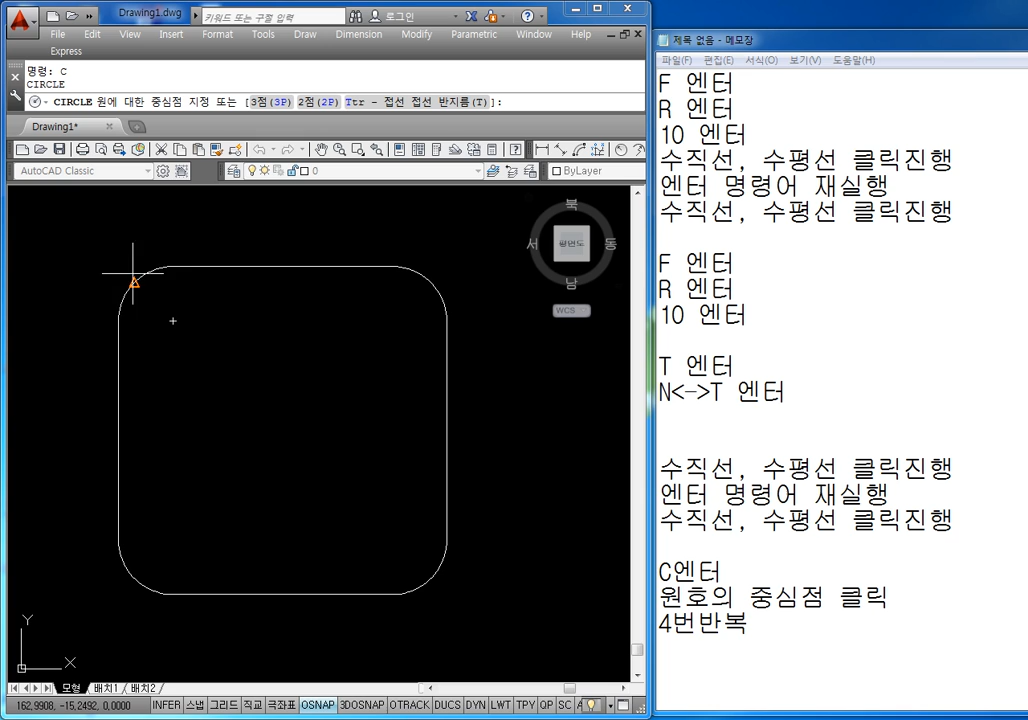 Drawing1.dwg
키워드 또는 구절 입력
로그인
File Edit View Insert Format Tools Draw Dimension Modify Parametric Window Help
Express
명령: C
CIRCLE
CIRCLE 원에 대한 중심점 지정 또는 [3점(3P) 2점(2P) Ttr - 접선 접선 반지름(T)]:
Drawing1*
AutoCAD Classic
0
ByLayer
북
서
평면도
동
남
WCS
Y
X
모형 배치1 배치2
162,9908, -15,2492, 0,0000 INFER 스냅 그리드 직교 극좌표 OSNAP 3DOSNAP OTRACK DUCS DYN LWT TPY QP SC
제목 없음 - 메모장
파일(F) 편집(E) 서식(O) 보기(V) 도움말(H)
F 엔터
R 엔터
10 엔터
수직선, 수평선 클릭진행
엔터 명령어 재실행
수직선, 수평선 클릭진행
F 엔터
R 엔터
10 엔터
T 엔터
N<->T 엔터
수직선, 수평선 클릭진행
엔터 명령어 재실행
수직선, 수평선 클릭진행
C엔터
원호의 중심점 클릭
4번반복